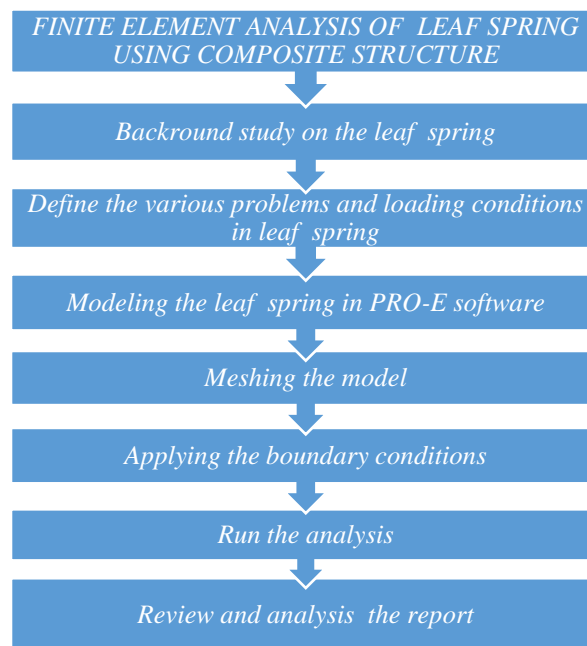 FINITE ELEMENT ANALYSIS OF LEAF SPRING
USING COMPOSITE STRUCTURE
Backround study on the leaf spring
Define the various problems and loading conditions
in leaf spring
Modeling the leaf spring in PRO-E software
Meshing the model
Applying the boundary conditions
Run the analysis
Review and analysis the report